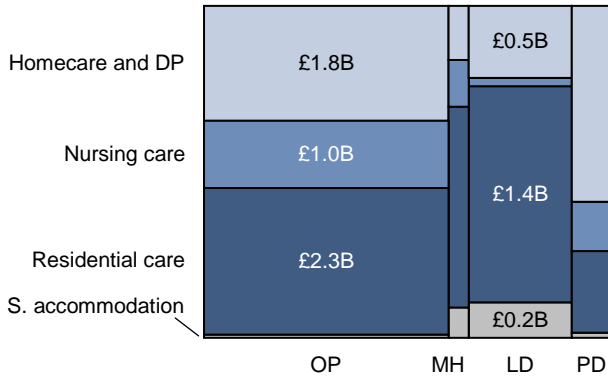 Homecare and DP
£1.8B
£0.5B
Nursing care
£1.0B
£1.4B
Residential care
£2.3B
S. accommodation
£0.2B
OP MH LD PD